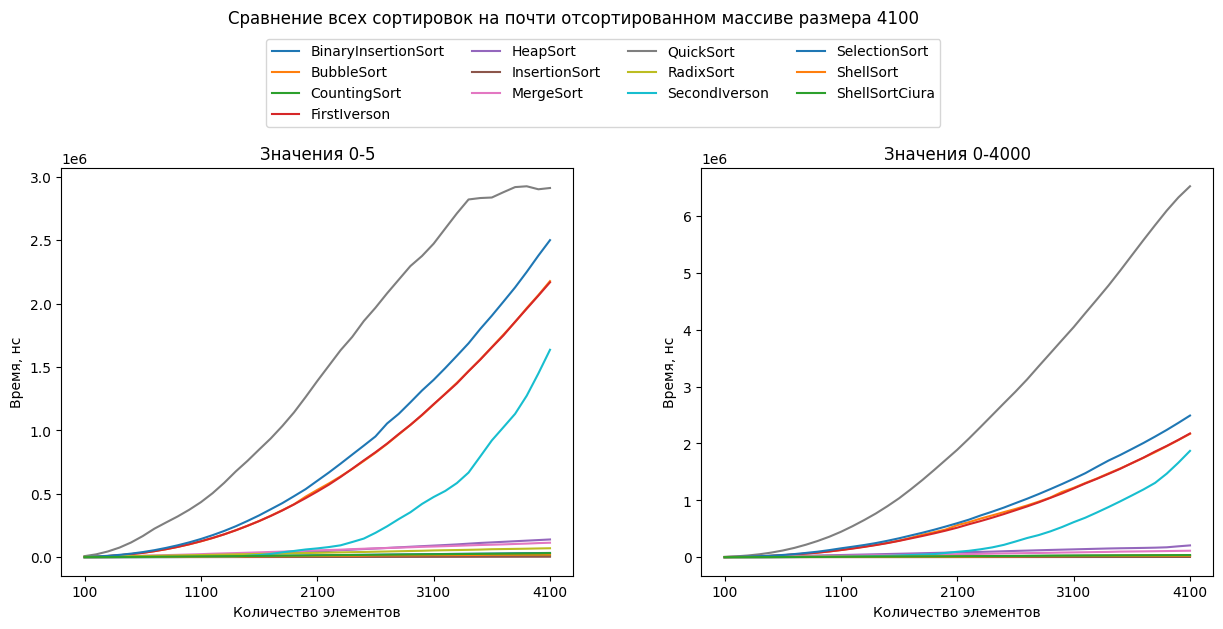 Сравнение всех сортировок на почти отсортированном массиве размера 4100
BinaryInsertionSort HeapSort QuickSort SelectionSort
BubbleSort InsertionSort RadixSort ShellSort
CountingSort MergeSort SecondIverson ShellSortCiura
FirstIverson
1e6 Значения 0-5
3.0
2.5
2.0
1.5
1.0
0.5
0.0
Время, нс
100 1100 2100 3100 4100
Количество элементов
1e6 Значения 0-4000
6
5
4
3
2
1
0
Время, нс
100 1100 2100 3100 4100
Количество элементов